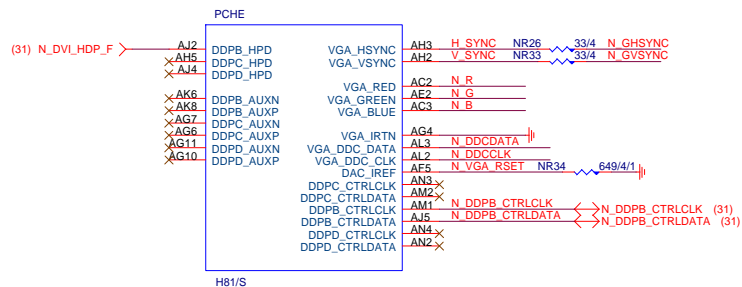 PCHE
(31) N_DVI_HDP_F AJ2 DDPB_HPD VGA_HSYNC AH3 H_SYNC NR26 33/4 N_GHSYNC
AH5 DDPC_HPD VGA_VSYNC AH2 V_SYNC NR33 33/4 N_GVSYNC
AJ4 DDPD_HPD
VGA_RED AC2 N_R
AK6 DDPB_AUXN VGA_GREEN AE2 N_G
AK8 DDPB_AUXP VGA_BLUE AC3 N_B
AG7 DDPC_AUXN
AG6 DDPC_AUXP VGA_IRTN AG4
AG11 DDPD_AUXN VGA_DDC_DATA AL3 N_DDCDATA
AG10 DDPD_AUXP VGA_DDC_CLK AL2 N_DDCCLK
DAC_IREF AF5 N_VGA_RSET NR34 649/4/1
DDPC_CTRLCLK AN3
DDPC_CTRLDATA AM2
DDPB_CTRLCLK AM1 N_DDPB_CTRLCLK N_DDPB_CTRLCLK (31)
DDPB_CTRLDATA AJ5 N_DDPB_CTRLDATA N_DDPB_CTRLDATA (31)
DDPD_CTRLCLK AN4
DDPD_CTRLDATA AN2
H81/S